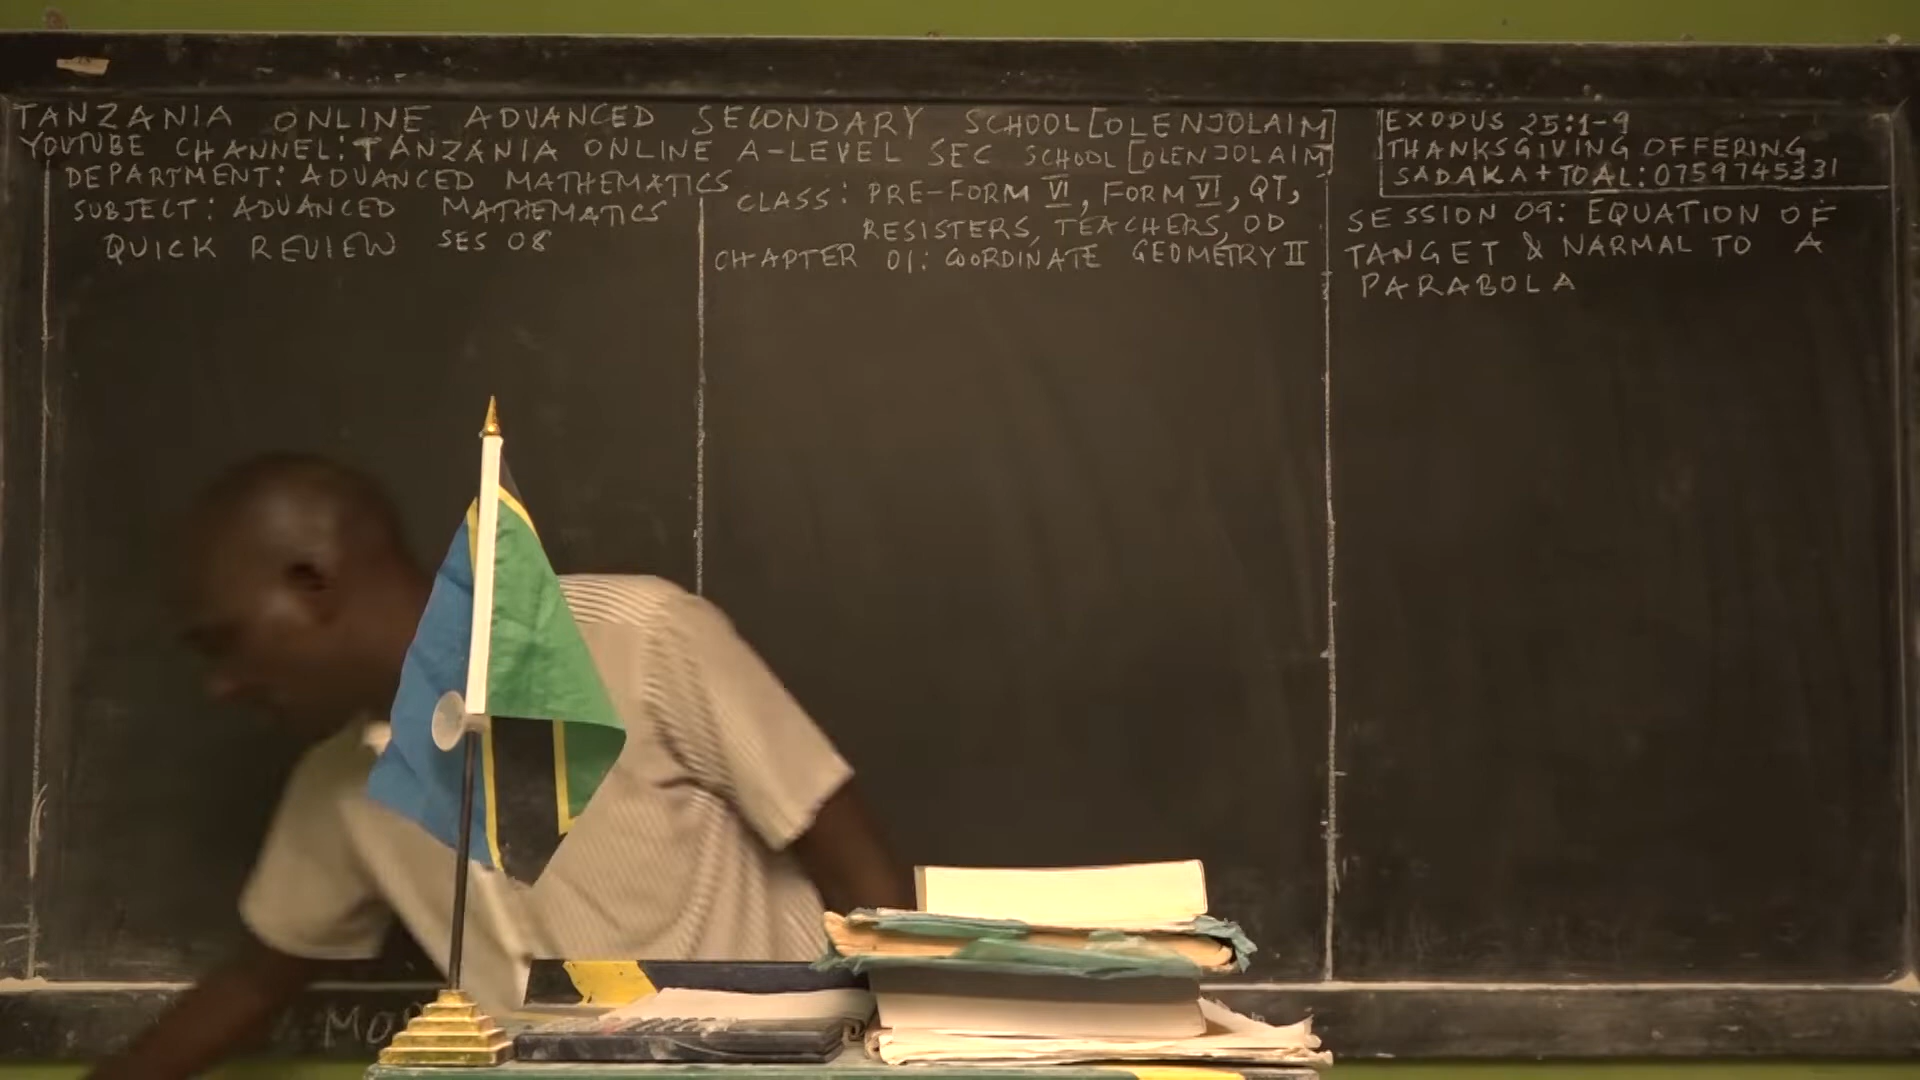 TANZANIA ONLINE ADVANCED SECONDARY SCHOOL [OLENJOLAIM]
YOUTUBE CHANNEL: TANZANIA ONLINE A-LEVEL SEC SCHOOL [OLENJOLAIM]
DEPARTMENT: ADVANCED MATHEMATICS
SUBJECT: ADVANCED MATHEMATICS
QUICK REVIEW SES 08
CLASS: PRE-FORM VI, FORM VI, QT,
RESISTERS, TEACHERS, OD
CHAPTER 01: COORDINATE GEOMETRY II
EXODUS 25:1-9
THANKSGIVING OFFERING
SADAKA + TOAL: 0759745331
SESSION 09: EQUATION OF
TANGET & NARMAL TO A
PARABOLA